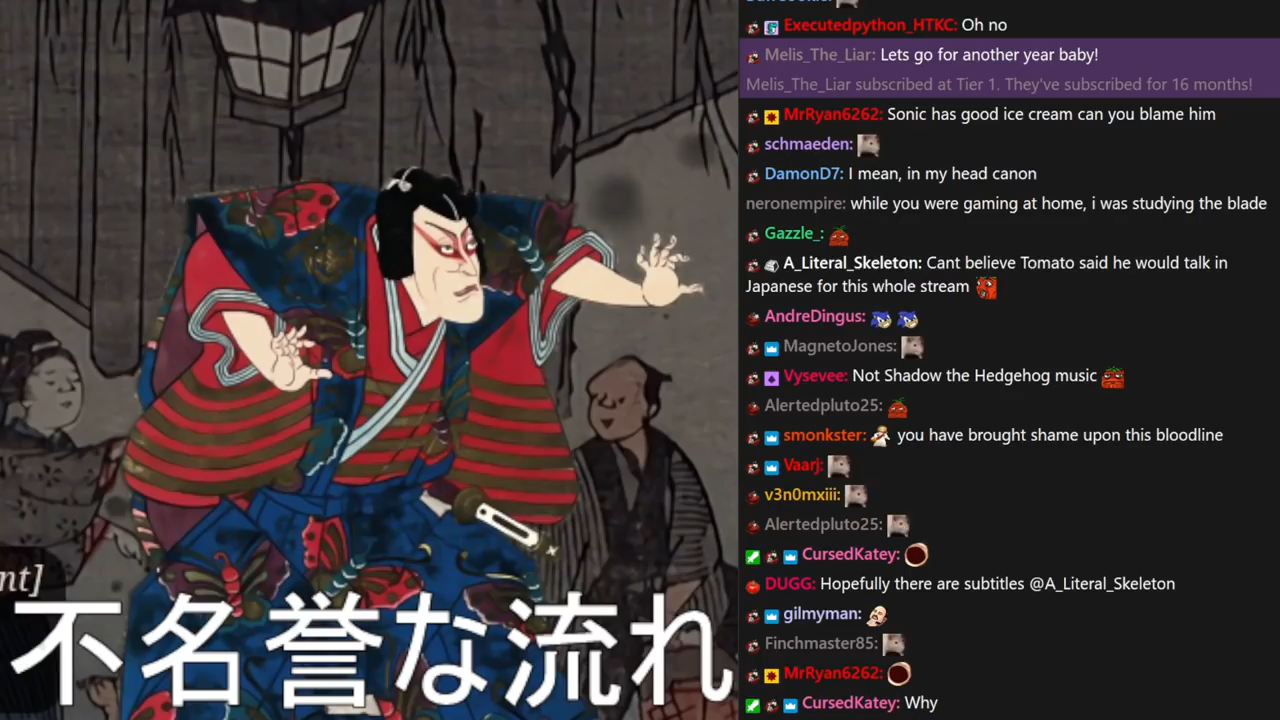 nt]
不名誉な流れ
Executedpython_HTKC: Oh no
Melis_The_Liar: Lets go for another year baby!
Melis_The_Liar subscribed at Tier 1. They've subscribed for 16 months!
MrRyan6262: Sonic has good ice cream can you blame him
schmaeden:
DamonD7: I mean, in my head canon
neronempire: while you were gaming at home, i was studying the blade
Gazzle_:
A_Literal_Skeleton: Cant believe Tomato said he would talk in
Japanese for this whole stream
AndreDingus:
MagnetoJones:
Vysevee: Not Shadow the Hedgehog music
Alertedpluto25:
smonkster: you have brought shame upon this bloodline
Vaarj:
v3n0mxiii:
Alertedpluto25:
CursedKatey:
DUGG: Hopefully there are subtitles @A_Literal_Skeleton
gilmyman:
Finchmaster85:
MrRyan6262:
CursedKatey: Why